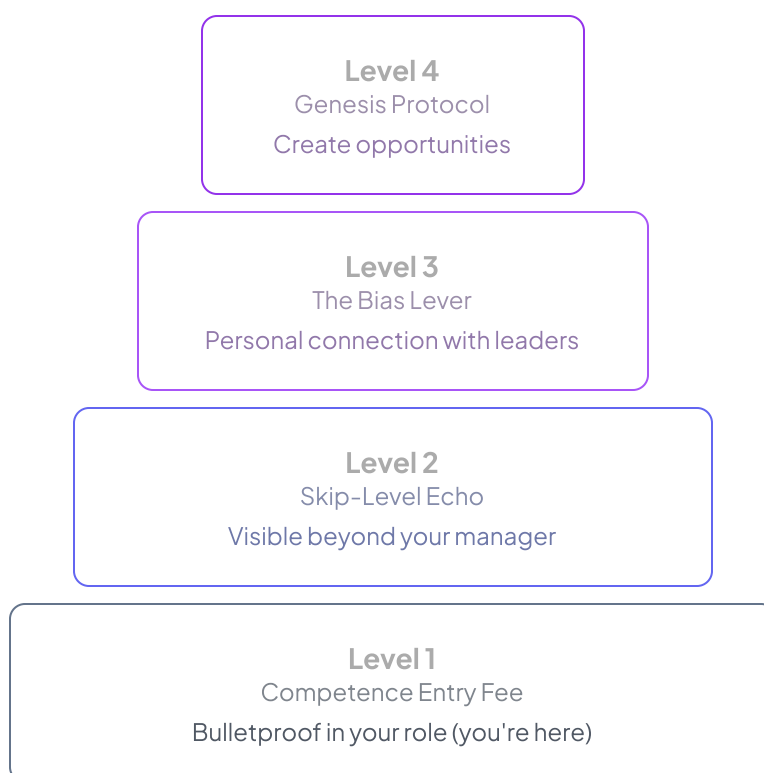 Level 4
Genesis Protocol
Create opportunities
Level 3
The Bias Lever
Personal connection with leaders
Level 2
Skip-Level Echo
Visible beyond your manager
Level 1
Competence Entry Fee
Bulletproof in your role (you're here)